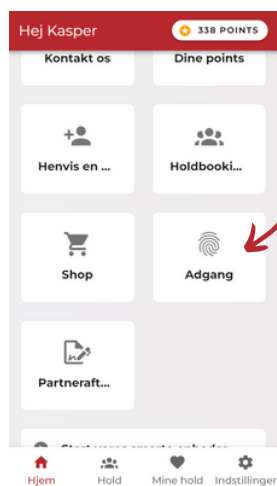 Hej Kasper
338 POINTS
Kontakt os
Dine points
Henvis en ...
Holdbooki...
Shop
Adgang
Partneraft...
Hjem
Hold
Mine hold
Indstillinger